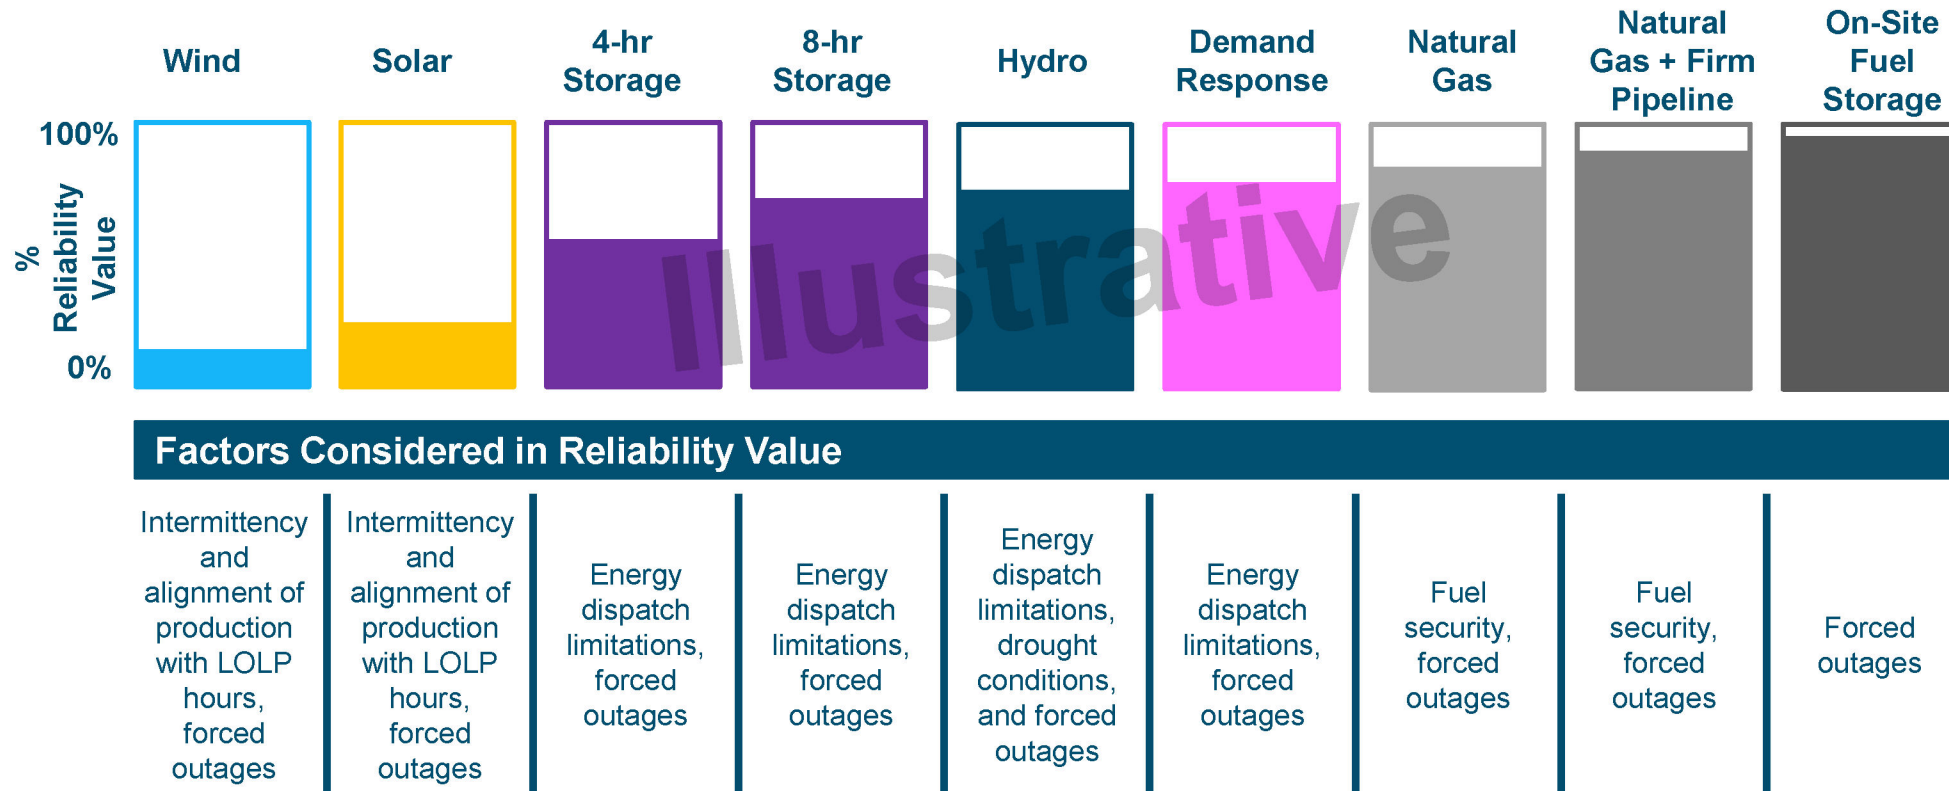 Wind
Solar
4-hr
Storage
8-hr
Storage
Hydro
Demand
Response
Natural
Gas
Natural
Gas + Firm
Pipeline
On-Site
Fuel
Storage
100%
%
Reliability
Value
0%
Illustrative
Factors Considered in Reliability Value
Intermittency
and
alignment of
production
with LOLP
hours,
forced
outages
Intermittency
and
alignment of
production
with LOLP
hours,
forced
outages
Energy
dispatch
limitations,
forced
outages
Energy
dispatch
limitations,
forced
outages
Energy
dispatch
limitations,
drought
conditions,
and forced
outages
Energy
dispatch
limitations,
forced
outages
Fuel
security,
forced
outages
Fuel
security,
forced
outages
Forced
outages